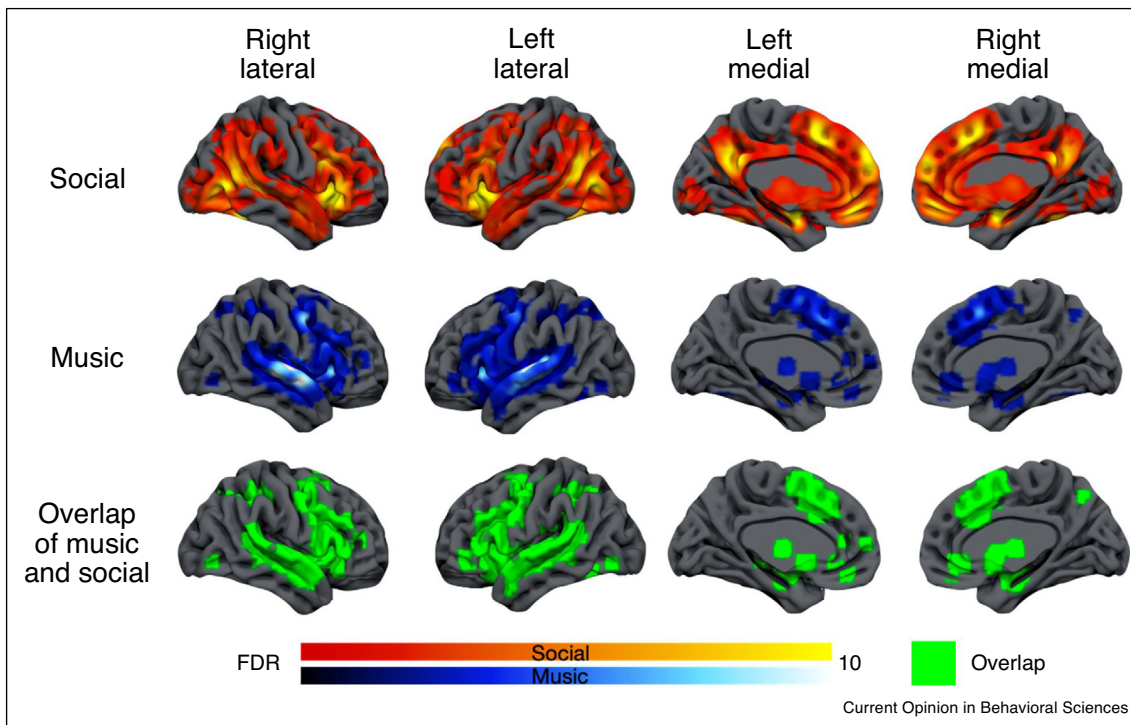 Right
lateral
Left
lateral
Left
medial
Right
medial
Social
Music
Overlap
of music
and social
FDR
Social
Music
10
Overlap
Current Opinion in Behavioral Sciences